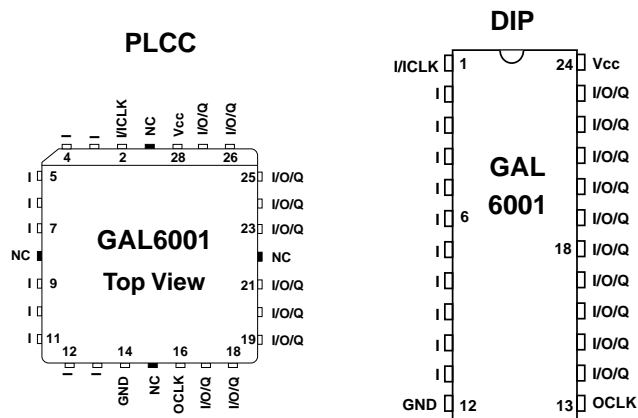 PLCC
I
I
I/ICLK
NC
Vcc
I/O/Q
I/O/Q
4
2
28
26
I
5
25
I/O/Q
I
I/O/Q
I
7
23
I/O/Q
NC
NC
GAL6001
Top View
I
9
21
I/O/Q
I
I/O/Q
I
11
19
I/O/Q
12
14
16
18
I
I
GND
NC
OCLK
I/O/Q
I/O/Q
DIP
I/ICLK
1
24
Vcc
I
I/O/Q
I
I/O/Q
I
I/O/Q
I
I/O/Q
I
6
I/O/Q
I
18
I/O/Q
I
I/O/Q
I
I/O/Q
I
I/O/Q
I
I/O/Q
GND
12
13
OCLK
GAL
6001